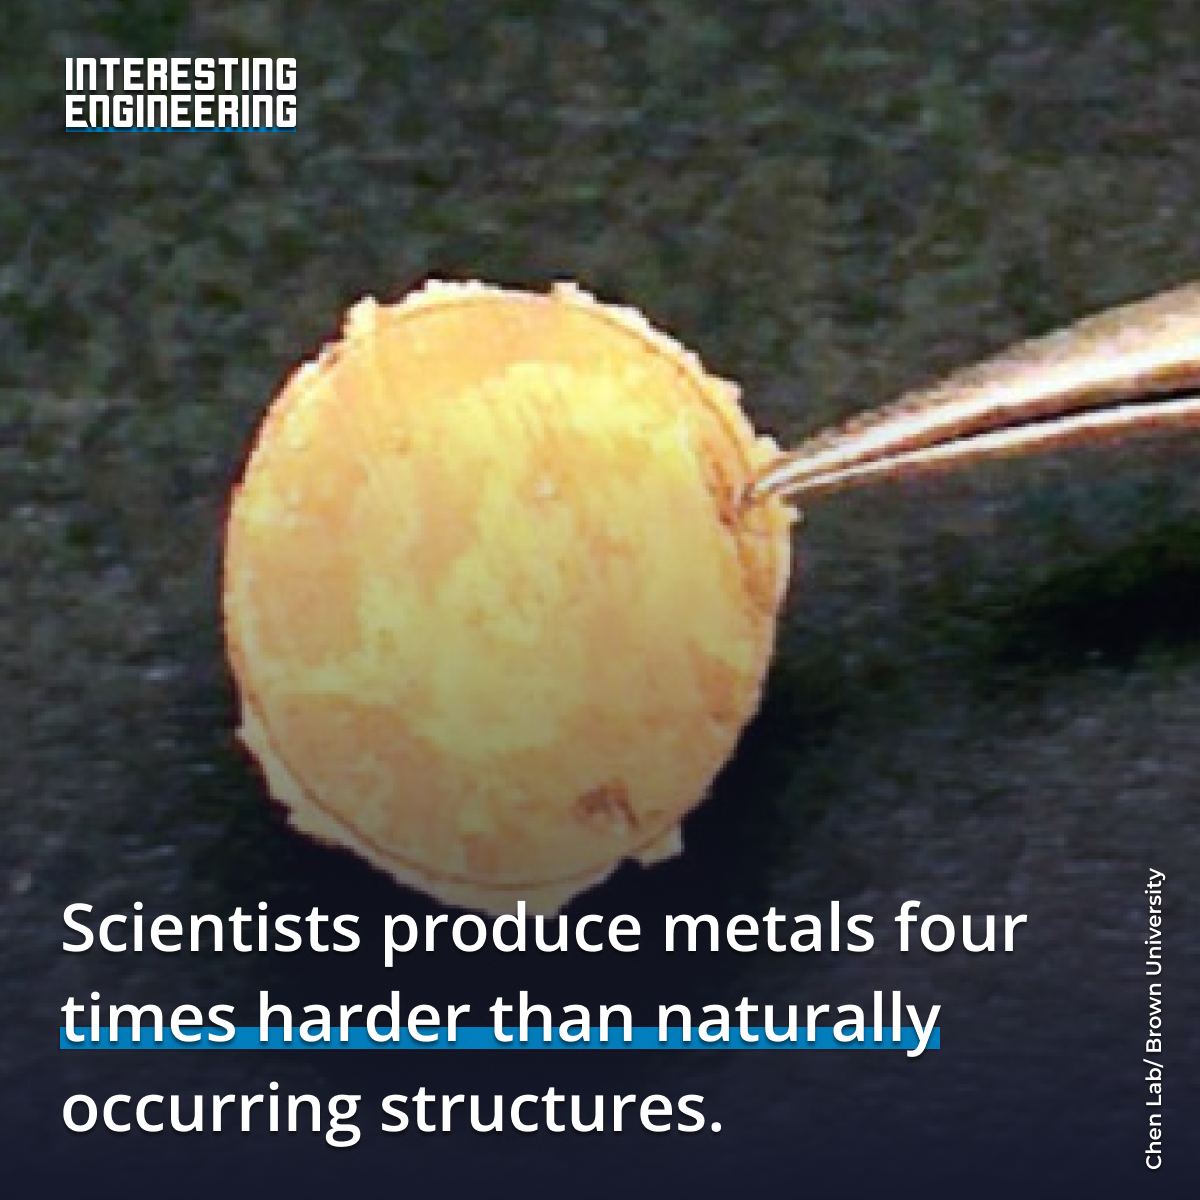 INTERESTING
ENGINEERING
Scientists produce metals four
times harder than naturally
occurring structures.
Chen Lab/ Brown University